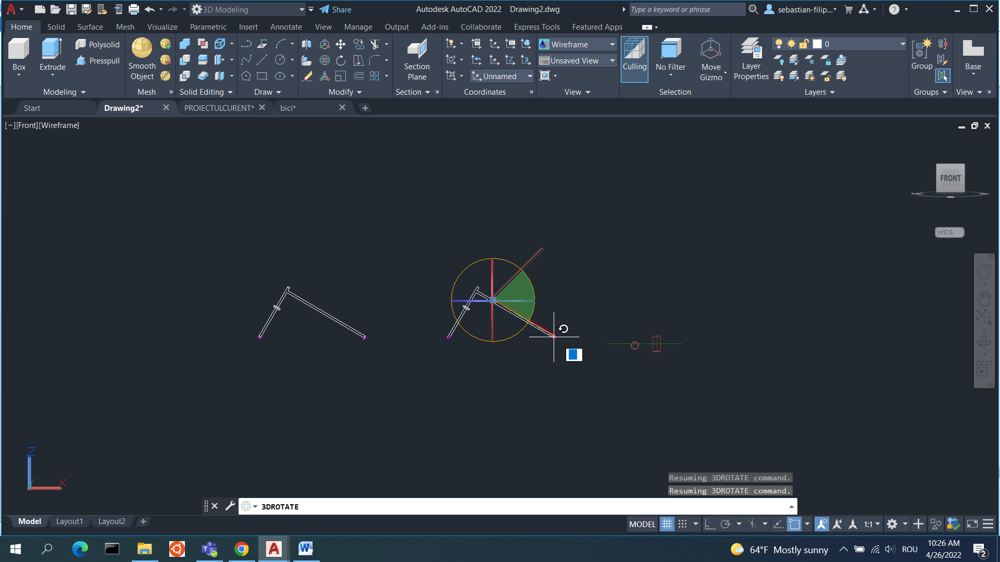 3D Modeling
Share
Autodesk AutoCAD 2022 Drawing2.dwg
Type a keyword or phrase
sebastian-filip...
Home Solid Surface Mesh Visualize Parametric Insert Annotate View Manage Output Add-ins Collaborate Express Tools Featured Apps
Box
Extrude
Polysolid
Presspull
Modeling
Smooth
Object
Mesh
Solid Editing
Draw
Modify
Section
Plane
Section
Unnamed
Coordinates
Wireframe
Unsaved View
View
Culling
No Filter
Move
Gizmo
Selection
Layer
Properties
0
Layers
Group
Groups
Base
View
Start
Drawing2*
PROIECTULCURENT*
bici*
[−][Front][Wireframe]
FRONT
WCS
Z
X
Y
Resuming 3DROTATE command.
Resuming 3DROTATE command.
3DROTATE
Model Layout1 Layout2
MODEL
1:1
64°F Mostly sunny
ROU
10:26 AM
4/26/2022
2